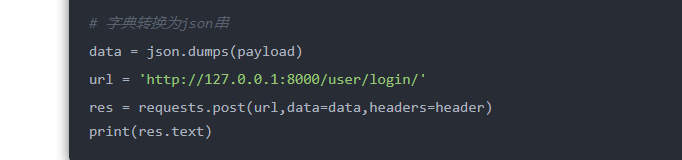 # 字典转换为json串
data = json.dumps(payload)
url = 'http://127.0.0.1:8000/user/login/'
res = requests.post(url,data=data,headers=header)
print(res.text)